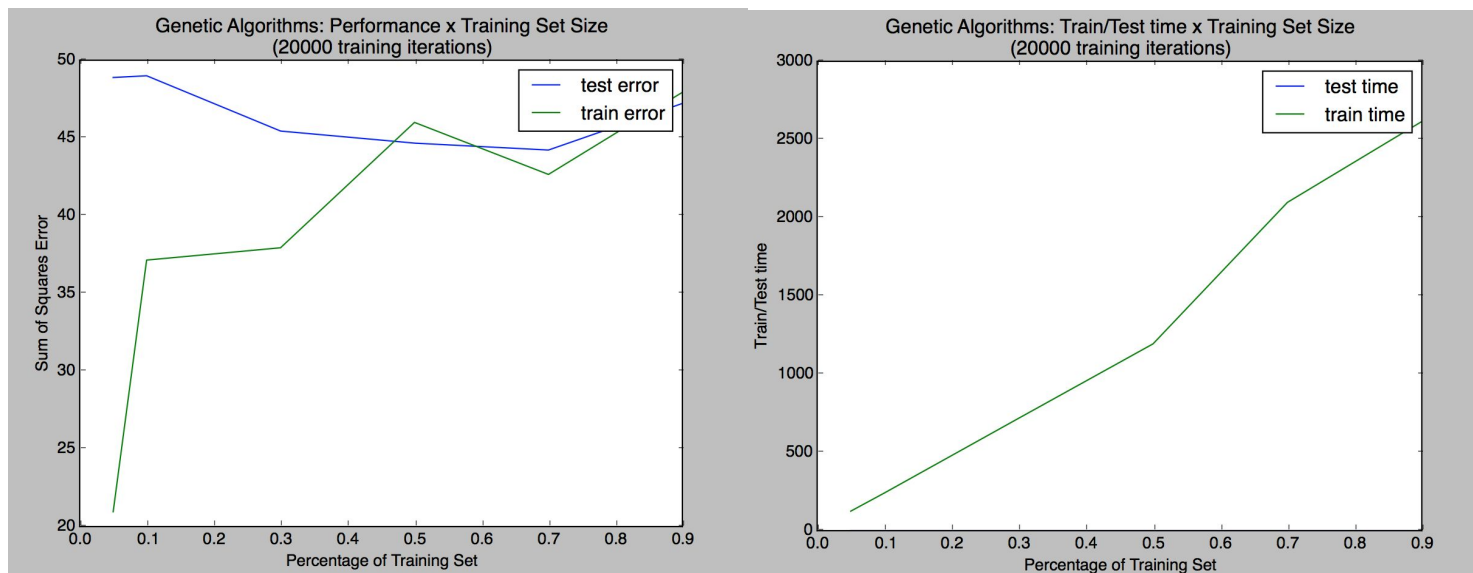 Genetic Algorithms: Performance x Training Set Size
(20000 training iterations)
50
45
40
35
30
25
20
Sum of Squares Error
test error
train error
0.0 0.1 0.2 0.3 0.4 0.5 0.6 0.7 0.8 0.9
Percentage of Training Set
Genetic Algorithms: Train/Test time x Training Set Size
(20000 training iterations)
3000
2500
2000
1500
1000
500
0
Train/Test time
test time
train time
0.0 0.1 0.2 0.3 0.4 0.5 0.6 0.7 0.8 0.9
Percentage of Training Set